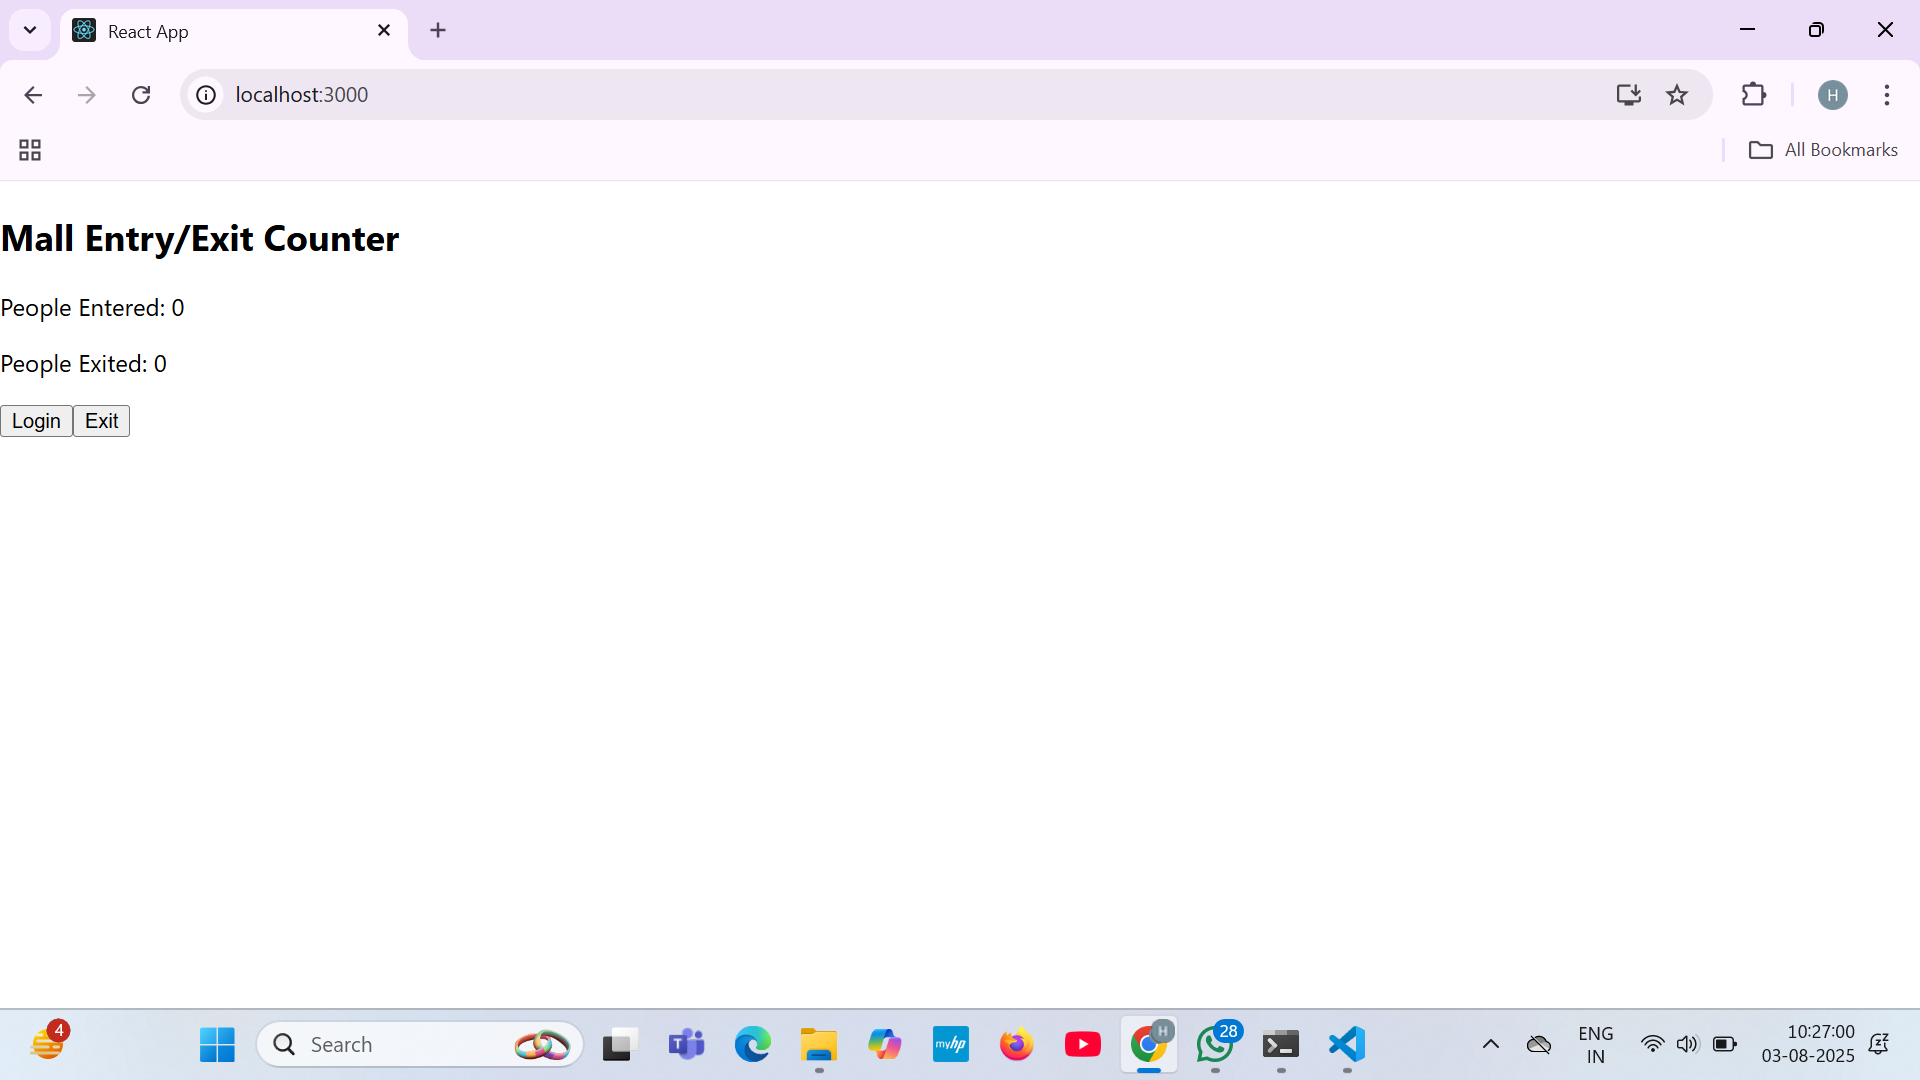 React App
localhost:3000
H
All Bookmarks
Mall Entry/Exit Counter
People Entered: 0
People Exited: 0
Login Exit
4
Search
T
myhp
H
28
ENG
IN
10:27:00
03-08-2025